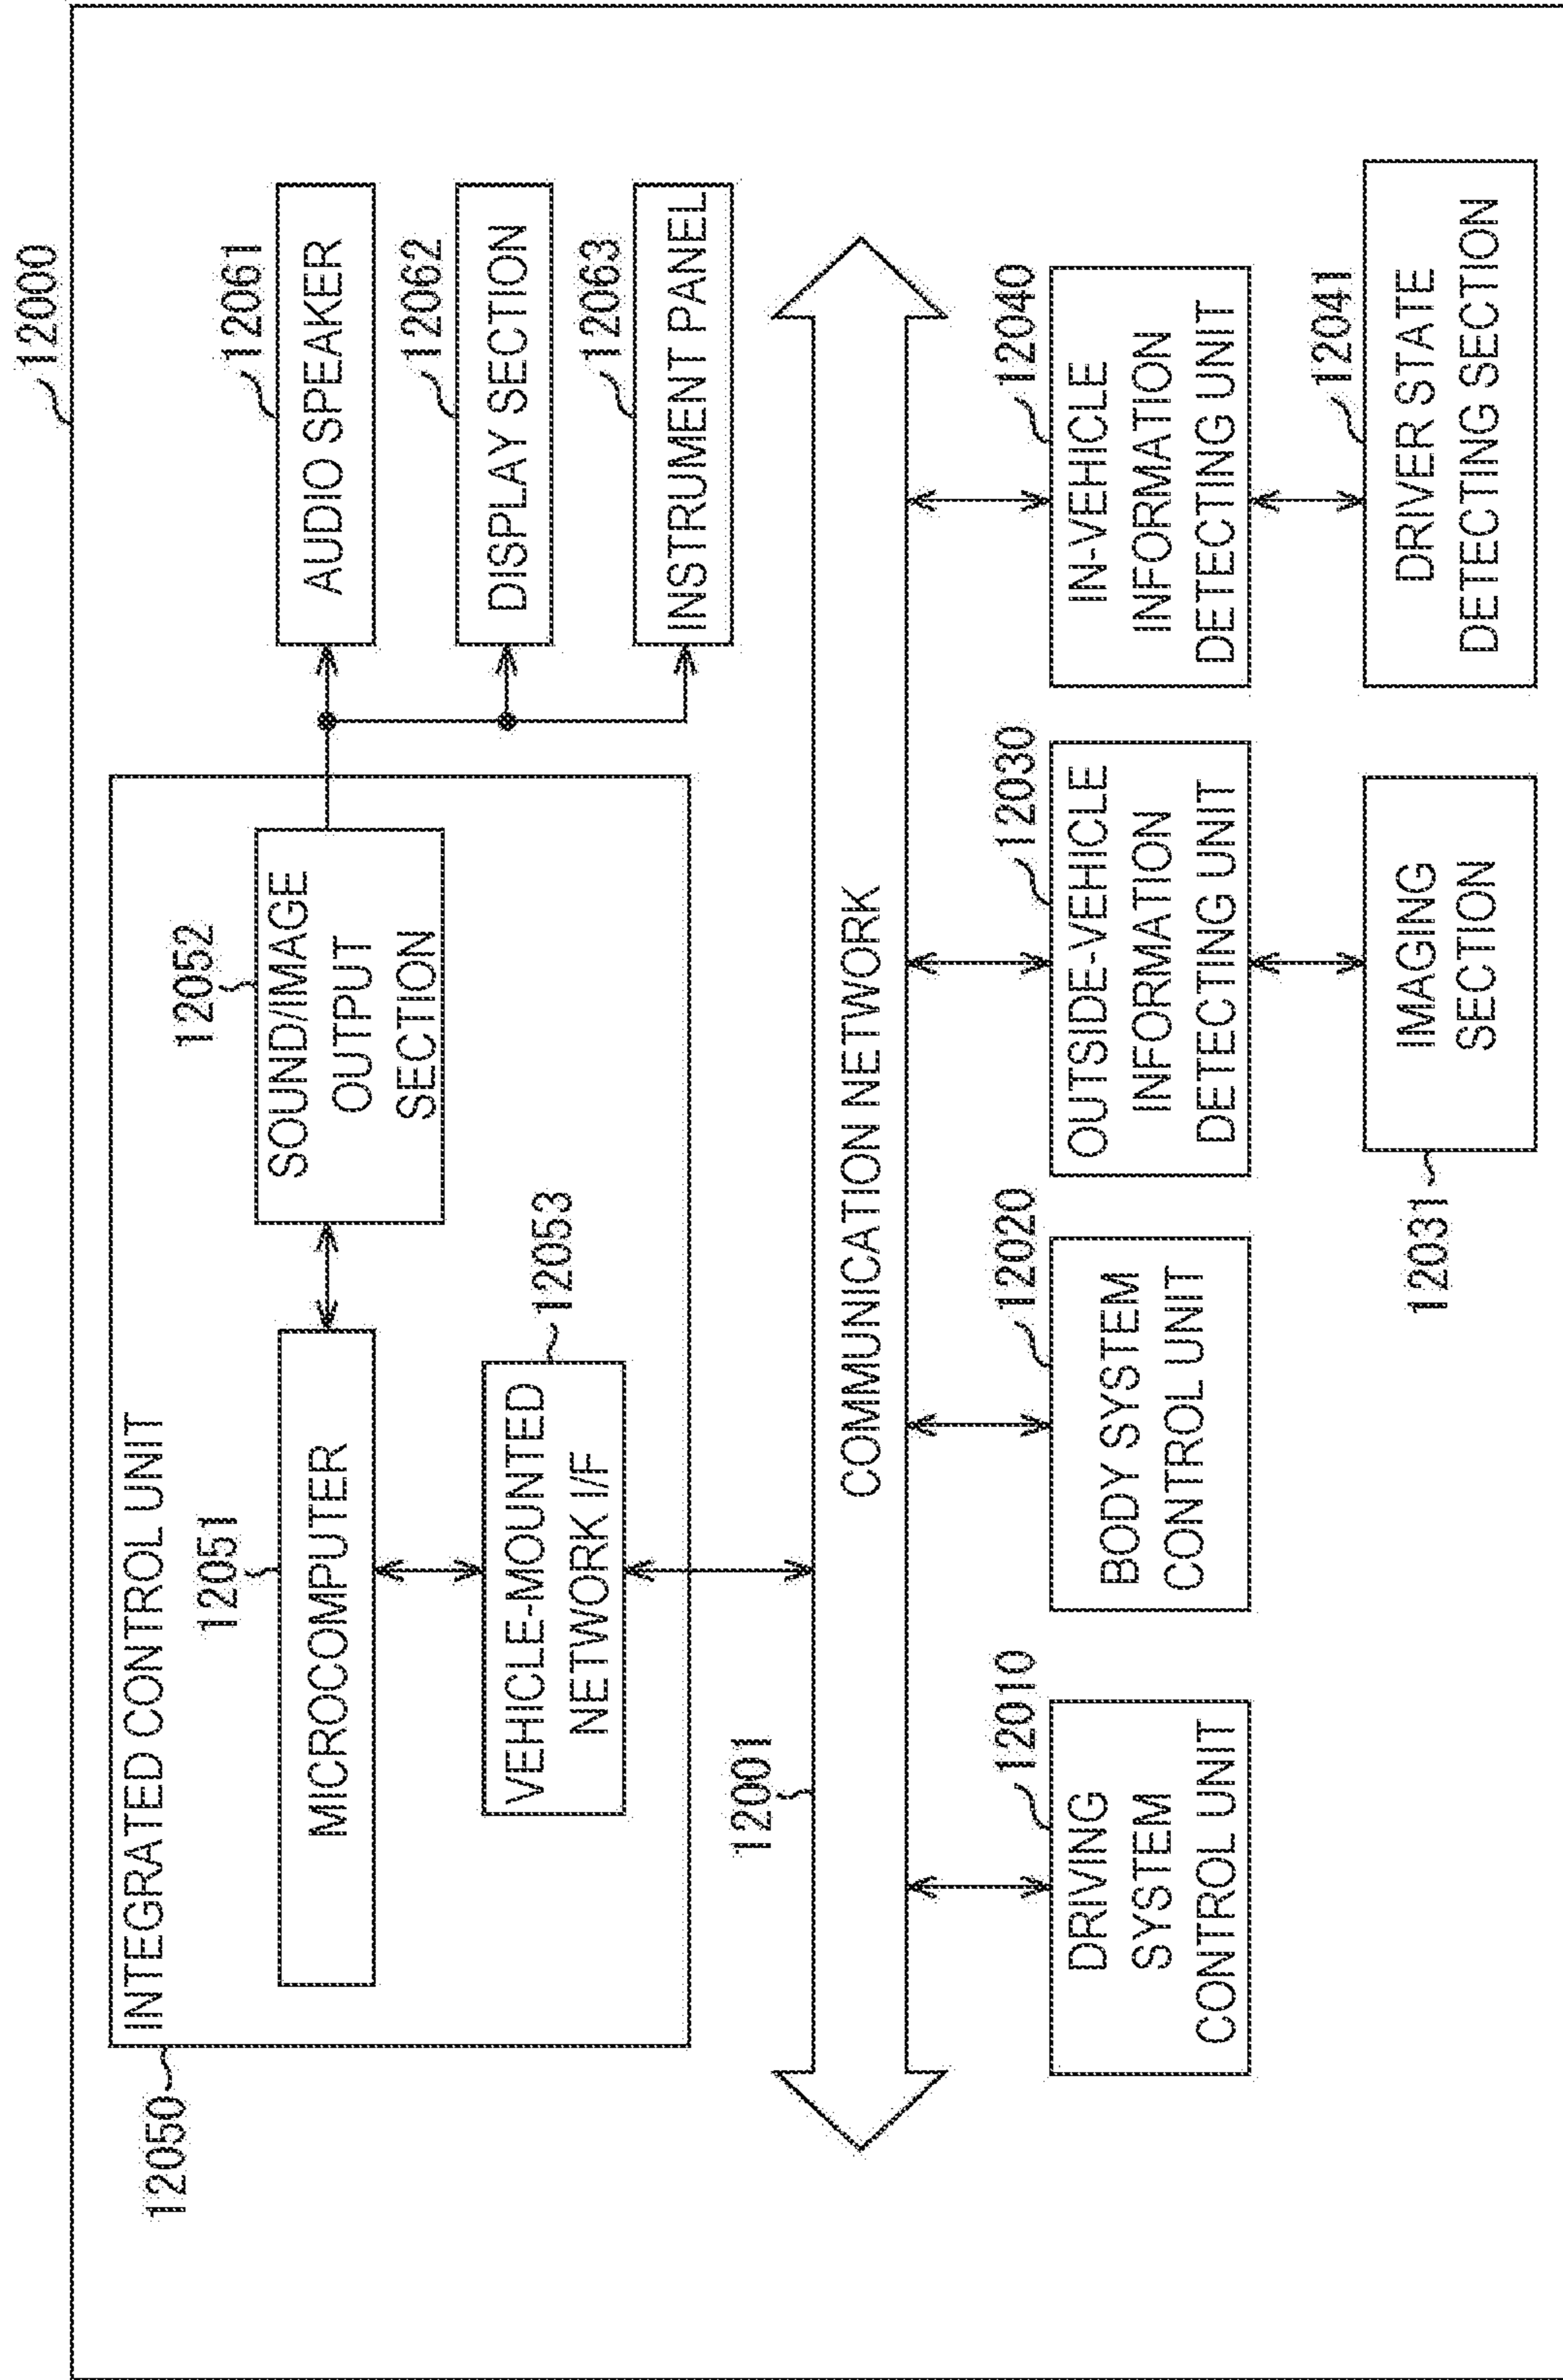 12000
12050
INTEGRATED CONTROL UNIT
12051
MICROCOMPUTER
12052
SOUND/IMAGE
OUTPUT
SECTION
12053
VEHICLE-MOUNTED
NETWORK I/F
12061
AUDIO SPEAKER
12062
DISPLAY SECTION
12063
INSTRUMENT PANEL
12001
COMMUNICATION NETWORK
12010
DRIVING
SYSTEM
CONTROL UNIT
12020
BODY SYSTEM
CONTROL UNIT
12030
OUTSIDE-VEHICLE
INFORMATION
DETECTING UNIT
12040
IN-VEHICLE
INFORMATION
DETECTING UNIT
12031
IMAGING
SECTION
12041
DRIVER STATE
DETECTING SECTION